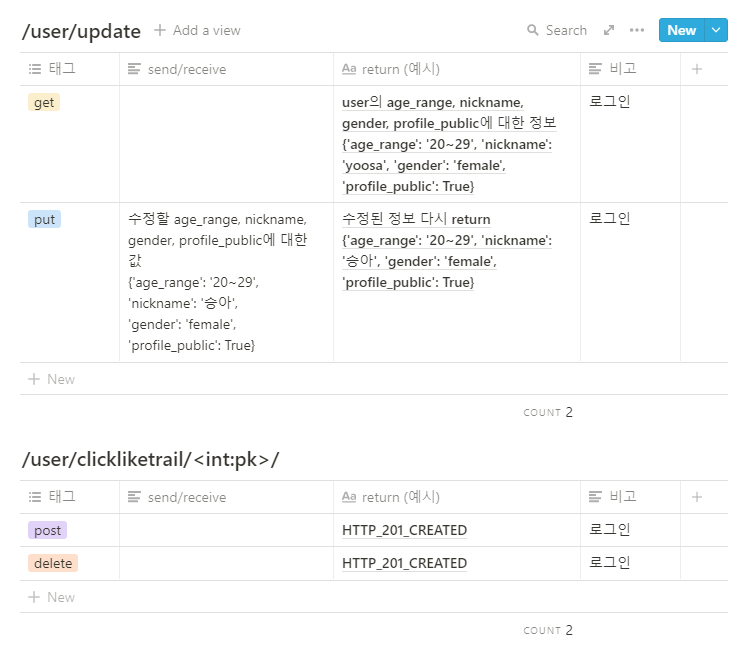 /user/update
Add a view
Search
New
태그
send/receive
Aa return (예시)
비고
get
user의 age_range, nickname,
gender, profile_public에 대한 정보
{'age_range': '20~29', 'nickname':
'yoosa', 'gender': 'female',
'profile_public': True}
로그인
put
수정할 age_range, nickname,
gender, profile_public에 대한
값
{'age_range': '20~29',
'nickname': '승아',
'gender': 'female',
'profile_public': True}
수정된 정보 다시 return
{'age_range': '20~29', 'nickname':
'승아', 'gender': 'female',
'profile_public': True}
로그인
New
COUNT 2
/user/clickliketrail/<int:pk>/
태그
send/receive
Aa return (예시)
비고
post
HTTP_201_CREATED
로그인
delete
HTTP_201_CREATED
로그인
New
COUNT 2